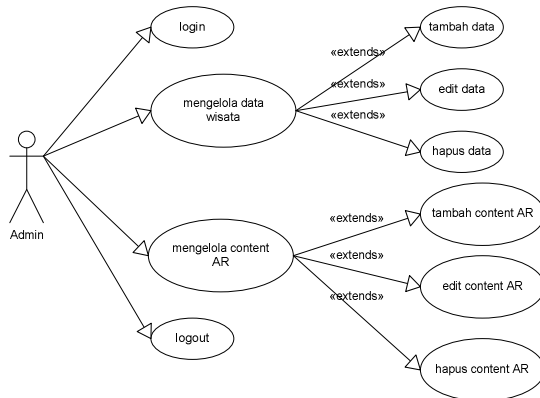 login
tambah data
«extends»
mengelola data
wisata
«extends»
edit data
«extends»
hapus data
Admin
mengelola content
AR
«extends»
tambah content AR
«extends»
edit content AR
«extends»
hapus content AR
logout